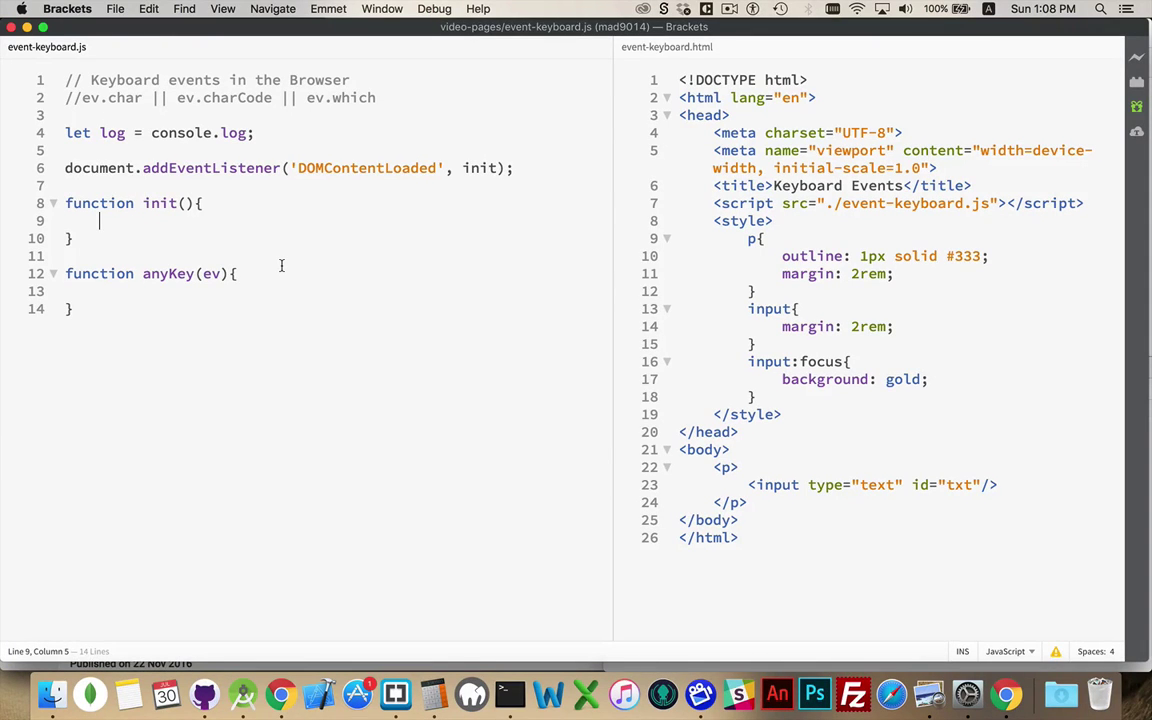 Brackets File Edit Find View Navigate Emmet Window Debug Help 100% A Sun 1:08 PM
video-pages/event-keyboard.js (mad9014) — Brackets
event-keyboard.js
1 // Keyboard events in the Browser
2 //ev.char || ev.charCode || ev.which
3
4 let log = console.log;
5
6 document.addEventListener('DOMContentLoaded', init);
7
8 function init(){
9
10 }
11
12 function anyKey(ev){
13
14 }
event-keyboard.html
1 <!DOCTYPE html>
2 <html lang="en">
3 <head>
4 <meta charset="UTF-8">
5 <meta name="viewport" content="width=device-
width, initial-scale=1.0">
6 <title>Keyboard Events</title>
7 <script src="./event-keyboard.js"></script>
8 <style>
9 p{
10 outline: 1px solid #333;
11 margin: 2rem;
12 }
13 input{
14 margin: 2rem;
15 }
16 input:focus{
17 background: gold;
18 }
19 </style>
20 </head>
21 <body>
22 <p>
23 <input type="text" id="txt"/>
24 </p>
25 </body>
26 </html>
Line 9, Column 5 — 14 Lines
INS JavaScript Spaces: 4
Published on 22 Nov 2016
JUL
30
1
An
Ps
Fz